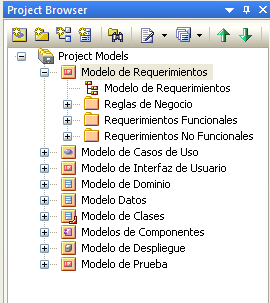 Project Browser
Project Models
Modelo de Requerimientos
Modelo de Requerimientos
Reglas de Negocio
Requerimientos Funcionales
Requerimientos No Funcionales
Modelo de Casos de Uso
Modelo de Interfaz de Usuario
Modelo de Dominio
Modelo Datos
Modelo de Clases
Modelos de Componentes
Modelo de Despliegue
Modelo de Prueba